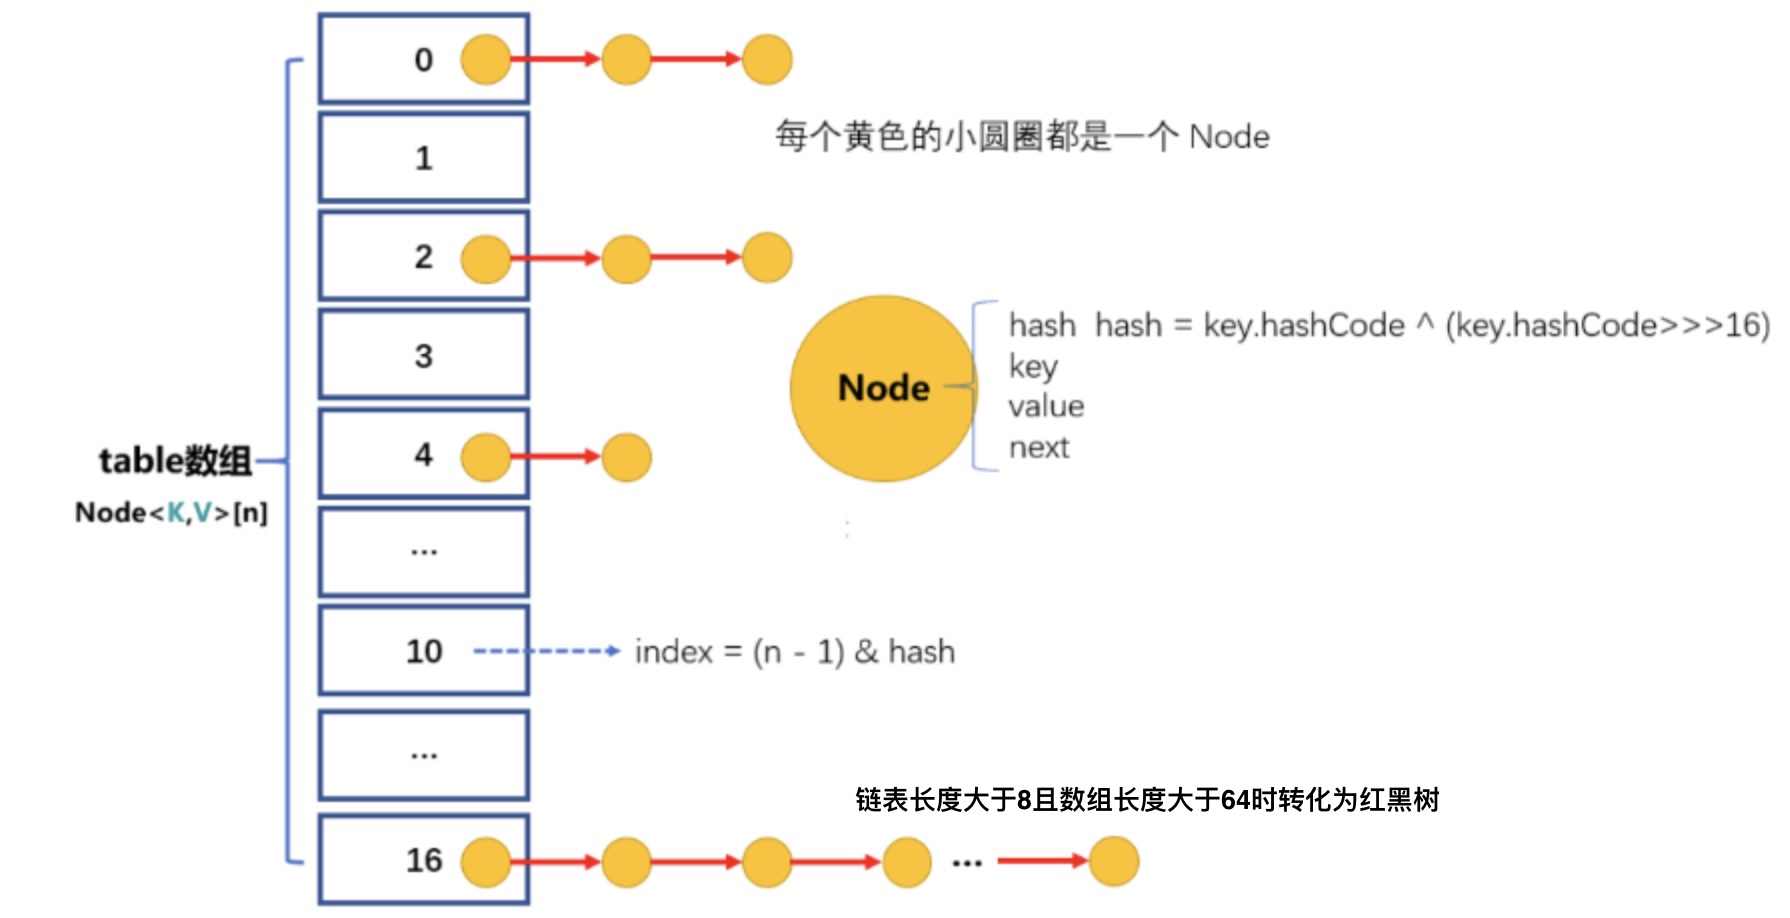 0
每个黄色的小圆圈都是一个 Node
1
2
3
hash  hash = key.hashCode ^ (key.hashCode>>>16)
key
value
next
Node
table数组
Node<K,V>[n]
4
...
10
index = (n - 1) & hash
...
链表长度大于8且数组长度大于64时转化为红黑树
16
...